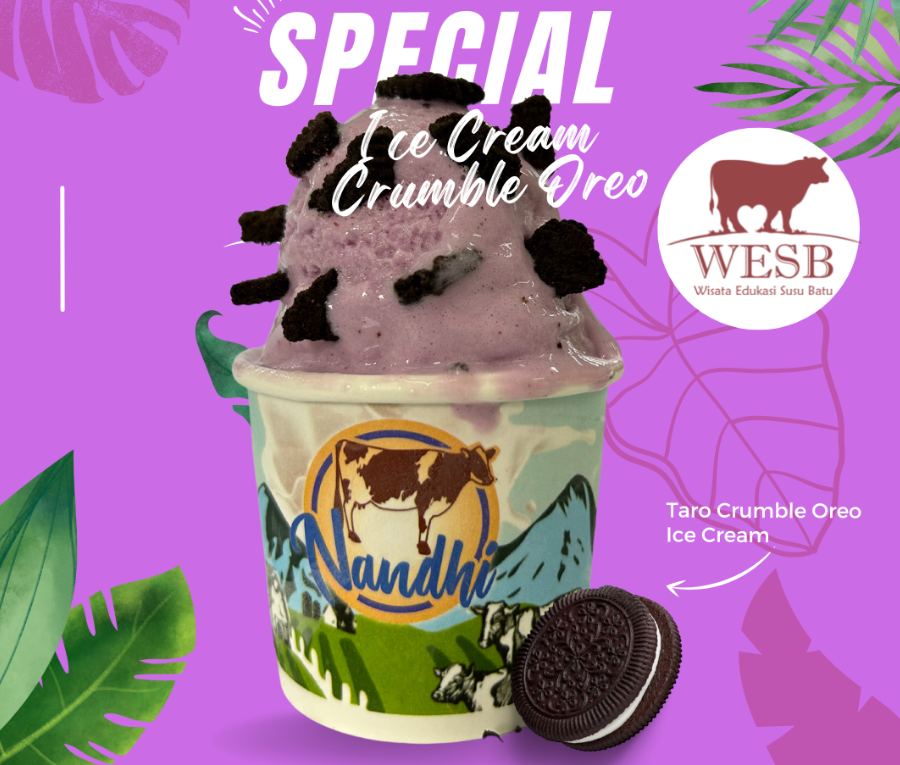 SPECIAL
Ice Cream
Crumble Oreo
WESB
Wisata Edukasi Susu Batu
Nandhi
Taro Crumble Oreo
Ice Cream